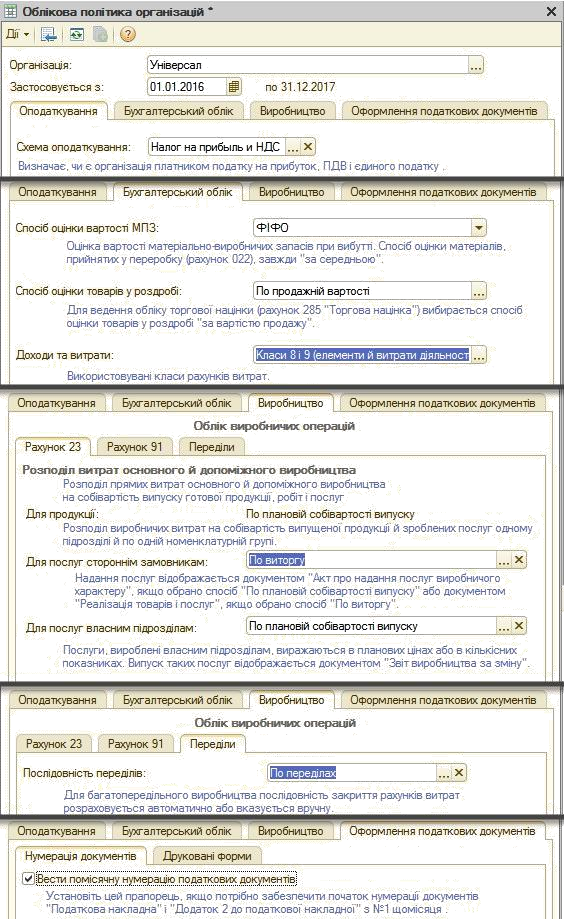 Облікова політика організацій *
Дії
Організація: Універсал
Застосовується з: 01.01.2016 по 31.12.2017
Оподаткування Бухгалтерський облік Виробництво Оформлення податкових документів
Схема оподаткування: Налог на прибыль и НДС
Визначає, чи є організація платником податку на прибуток, ПДВ і єдиного податку .
Оподаткування Бухгалтерський облік Виробництво Оформлення податкових документів
Спосіб оцінки вартості МПЗ: ФІФО
Оцінка вартості матеріально-виробничих запасів при вибутті. Спосіб оцінки матеріалів,
прийнятих у переробку (рахунок 022), завжди "за середньою".
Спосіб оцінки товарів у роздробі: По продажній вартості
Для ведення обліку торгової націнки (рахунок 285 "Торгова націнка") вибирається спосіб
оцінки товарів у роздробі "за вартістю продажу".
Доходи та витрати: Класи 8 і 9 (елементи й витрати діяльност
Використовувані класи рахунків витрат.
Оподаткування Бухгалтерський облік Виробництво Оформлення податкових документів
Облік виробничих операцій
Рахунок 23 Рахунок 91 Переділи
Розподіл витрат основного й допоміжного виробництва
Розподіл прямих витрат основного й допоміжного виробництва
на собівартість випуску готової продукції, робіт і послуг
Для продукції: По плановій собівартості випуску
Розподіл виробничих витрат на собівартість випущеної продукції й зроблених послуг одному
підрозділі й по одній номенклатурній групі.
Для послуг стороннім замовникам: По виторгу
Надання послуг відображається документом "Акт про надання послуг виробничого
характеру", якщо обрано спосіб "По плановій собівартості випуску" або документом
"Реалізація товарів і послуг", якщо обрано спосіб "По виторгу".
Для послуг власним підрозділам: По плановій собівартості випуску
Послуги, вироблені власним підрозділам, виражаються в планових цінах або в кількісних
показниках. Випуск таких послуг відображається документом "Звіт виробництва за зміну".
Оподаткування Бухгалтерський облік Виробництво Оформлення податкових документів
Облік виробничих операцій
Рахунок 23 Рахунок 91 Переділи
Послідовність переділів: По переділах
Для багатопередільного виробництва послідовність закриття рахунків витрат
розраховується автоматично або вказується вручну.
Оподаткування Бухгалтерський облік Виробництво Оформлення податкових документів
Нумерація документів Друковані форми
Вести помісячну нумерацію податкових документів
Установіть цей прапорець, якщо потрібно забезпечити початок нумерації документів
"Податкова накладна" і "Додаток 2 до податкової накладної" з №1 щомісяця .